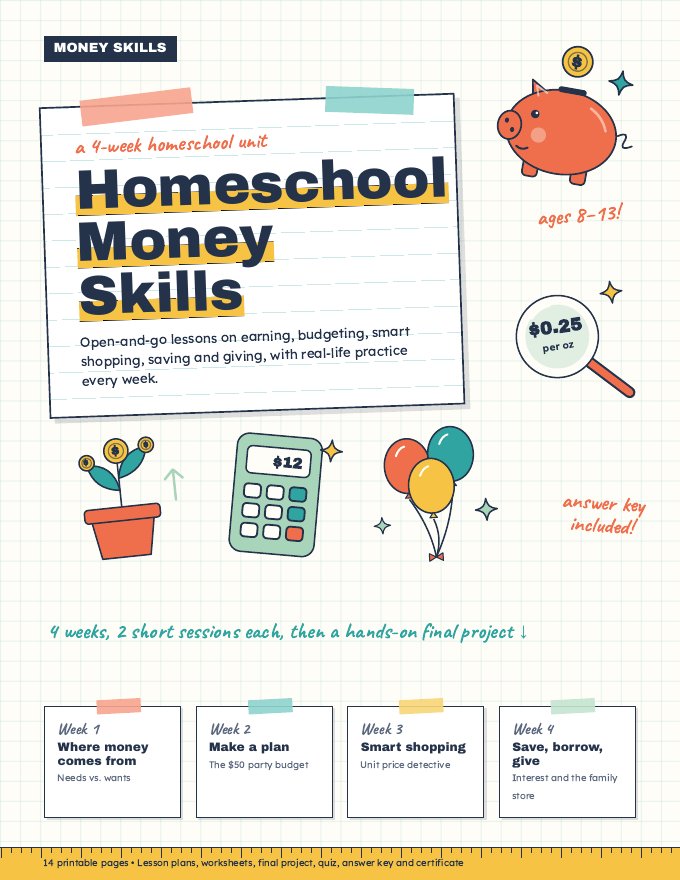 MONEY SKILLS
$
a 4-week homeschool unit
Homeschool
Money
Skills
Open-and-go lessons on earning, budgeting, smart
shopping, saving and giving, with real-life practice
every week.
ages 8–13!
$0.25
per oz
$
$
$
$12
answer key
included!
4 weeks, 2 short sessions each, then a hands-on final project ↓
Week 1
Where money
comes from
Needs vs. wants
Week 2
Make a plan
The $50 party budget
Week 3
Smart shopping
Unit price detective
Week 4
Save, borrow,
give
Interest and the family
store
14 printable pages • Lesson plans, worksheets, final project, quiz, answer key and certificate